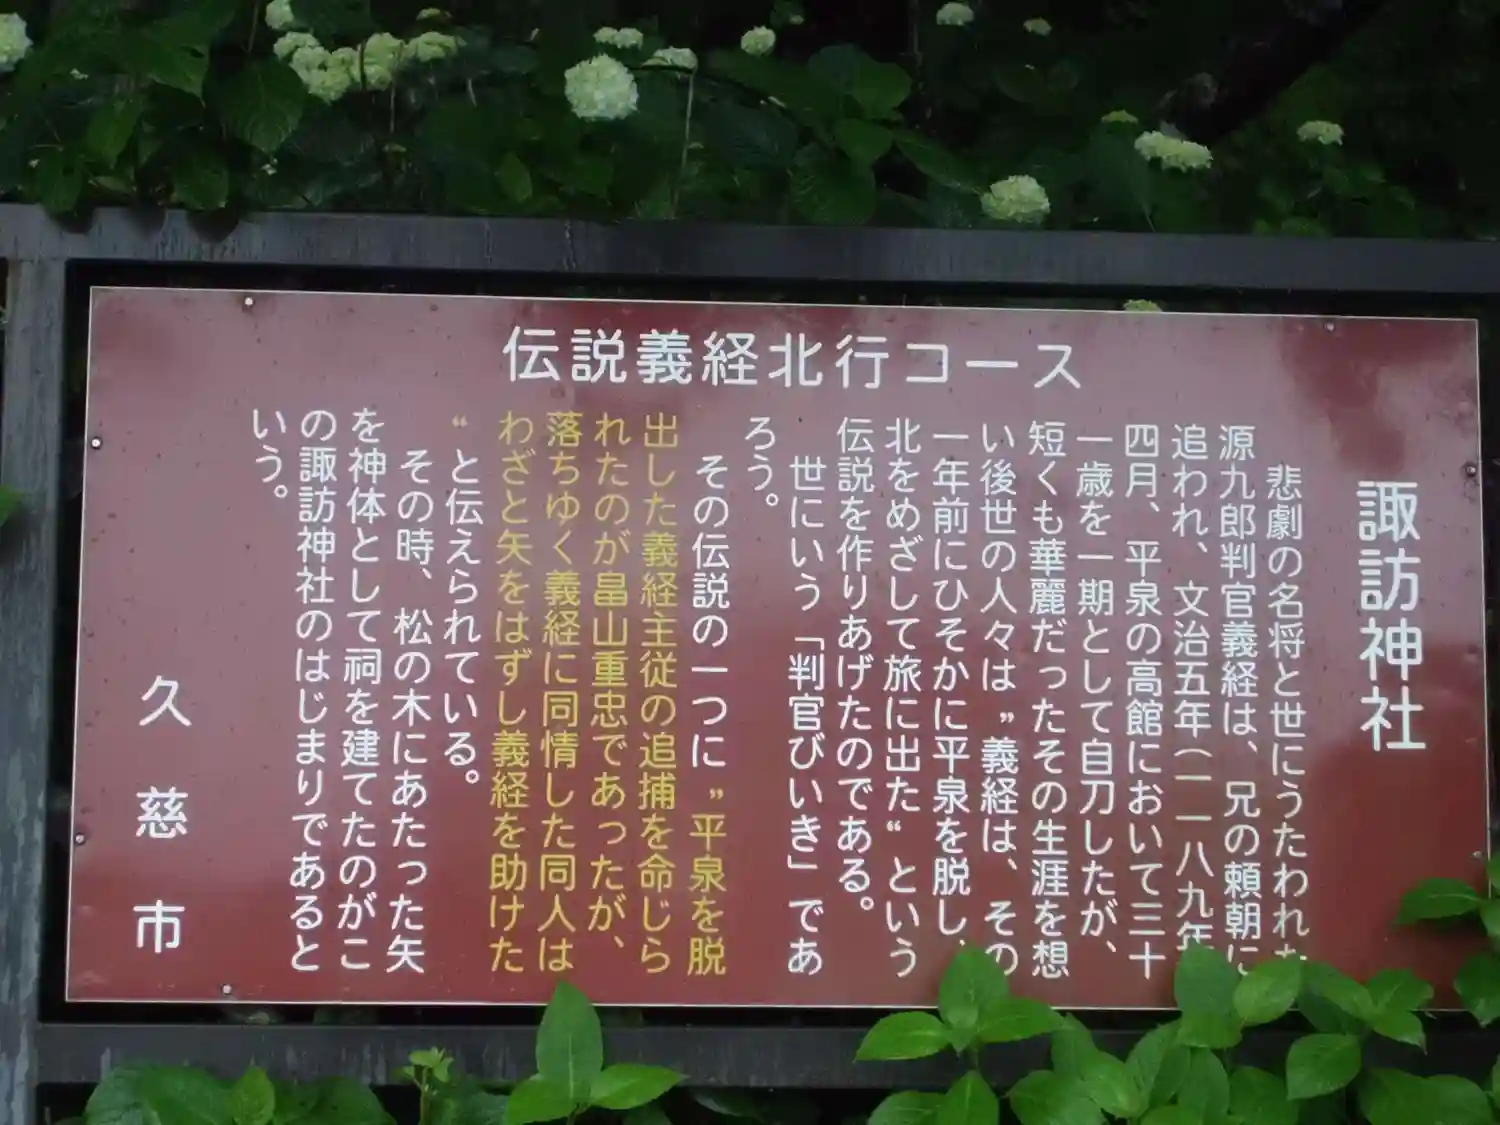 伝説義経北行コース
諏訪神社
悲劇の名将と世にうたわれた
源九郎判官義経は、兄の頼朝に
追われ、文治五年(一一八九年
四月、平泉の高館において三十
一歳を一期として自刀したが、
短くも華麗だったその生涯を想
い後世の人々は〟義経は、その
一年前にひそかに平泉を脱し、
北をめざして旅に出た〝という
伝説を作りあげたのである。
世にいう「判官びいき」であ
ろう。
その伝説の一つに〟平泉を脱
出した義経主従の追捕を命じら
れたのが畠山重忠であったが、
落ちゆく義経に同情した同人は
わざと矢をはずし義経を助けた
〝と伝えられている。
その時、松の木にあたった矢
を神体として祠を建てたのがこ
の諏訪神社のはじまりであると
いう。
久慈市